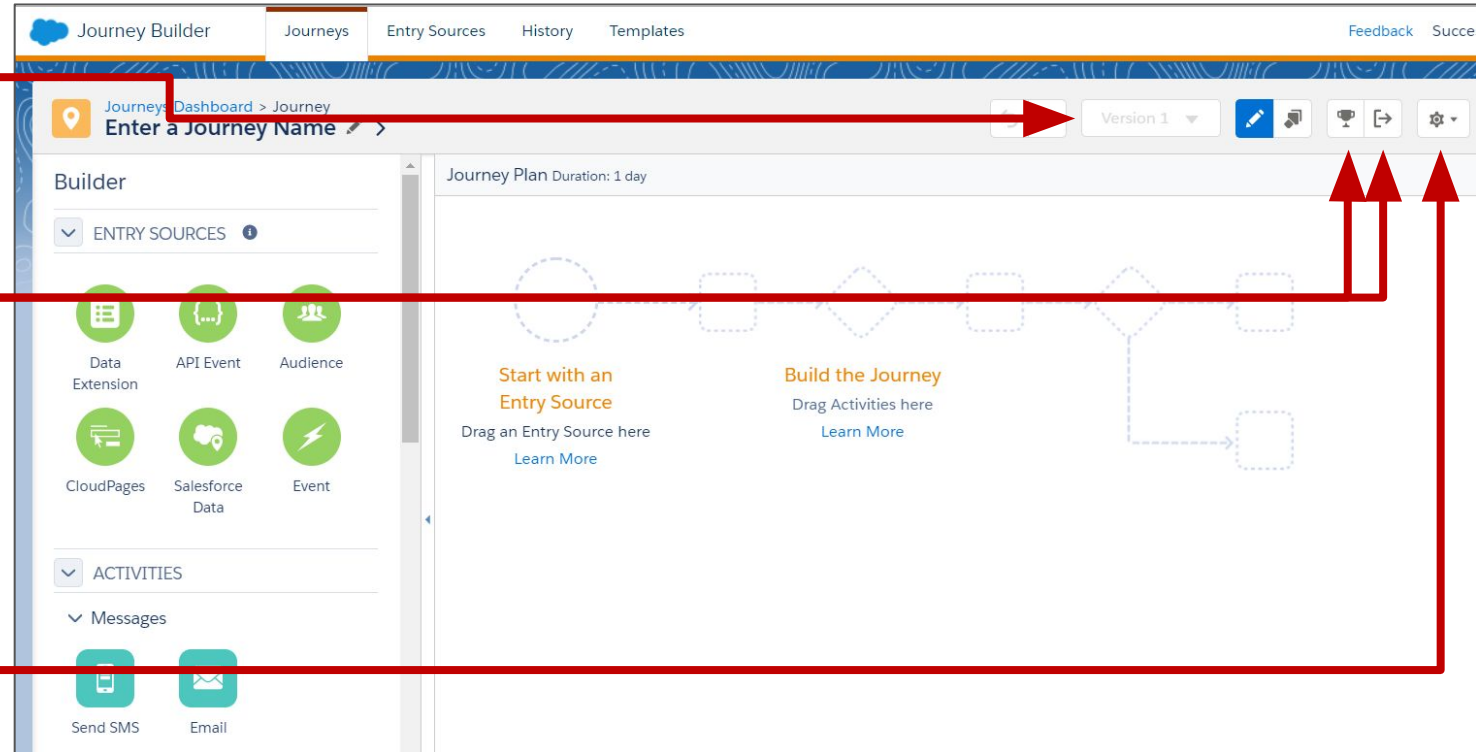 Journey Builder
Journeys
Entry Sources
History
Templates
Feedback
Succe
Journeys Dashboard > Journey
Enter a Journey Name
Version 1
Builder
ENTRY SOURCES
Data
Extension
API Event
Audience
CloudPages
Salesforce
Data
Event
ACTIVITIES
Messages
Send SMS
Email
Journey Plan Duration: 1 day
Start with an
Entry Source
Drag an Entry Source here
Learn More
Build the Journey
Drag Activities here
Learn More